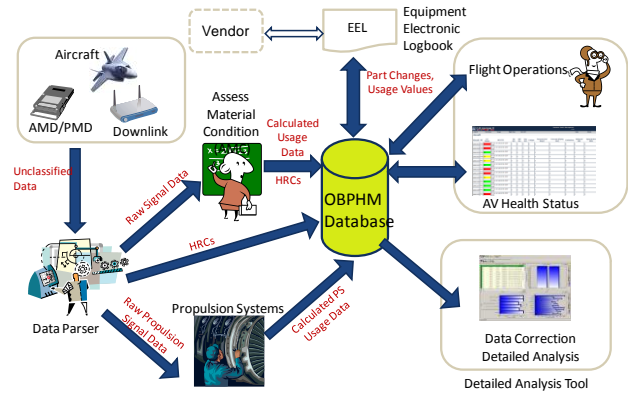 Vendor
EEL
Equipment
Electronic
Logbook
Aircraft
AMD/PMD
Downlink
Unclassified
Data
Assess
Material
Condition
(AMC)
Calculated
Usage
Data
HRCs
Part Changes,
Usage Values
Flight Operations
AV Health Status
OBPHM
Database
Raw Signal Data
HRCs
Data Parser
Raw Propulsion
Signal Data
Propulsion Systems
Calculated PS
Usage Data
Data Correction
Detailed Analysis
Detailed Analysis Tool